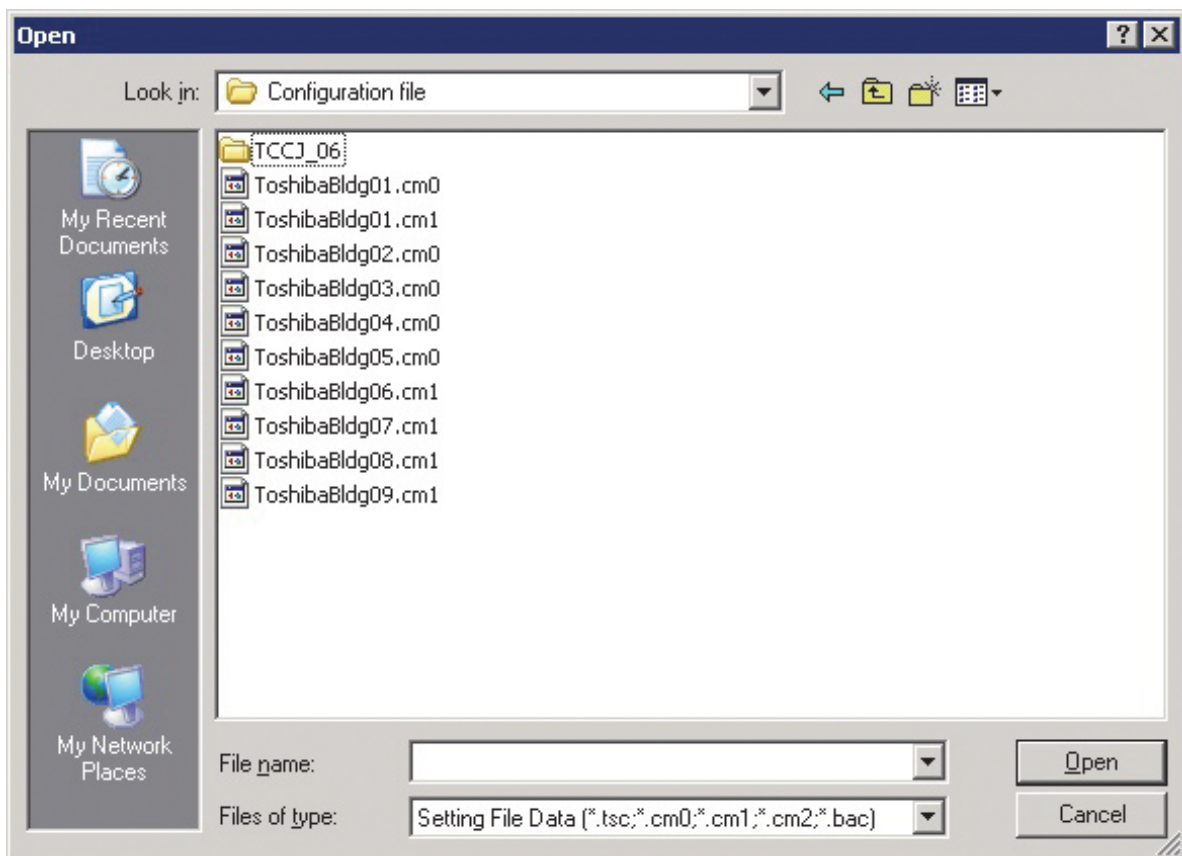 Open
Look in: Configuration file
My Recent
Documents
Desktop
My Documents
My Computer
My Network
Places
TCCJ_06
ToshibaBldg01.cm0
ToshibaBldg01.cm1
ToshibaBldg02.cm0
ToshibaBldg03.cm0
ToshibaBldg04.cm0
ToshibaBldg05.cm0
ToshibaBldg06.cm1
ToshibaBldg07.cm1
ToshibaBldg08.cm1
ToshibaBldg09.cm1
File name:
Open
Files of type: Setting File Data (*.tsc;*.cm0;*.cm1;*.cm2;*.bac)
Cancel